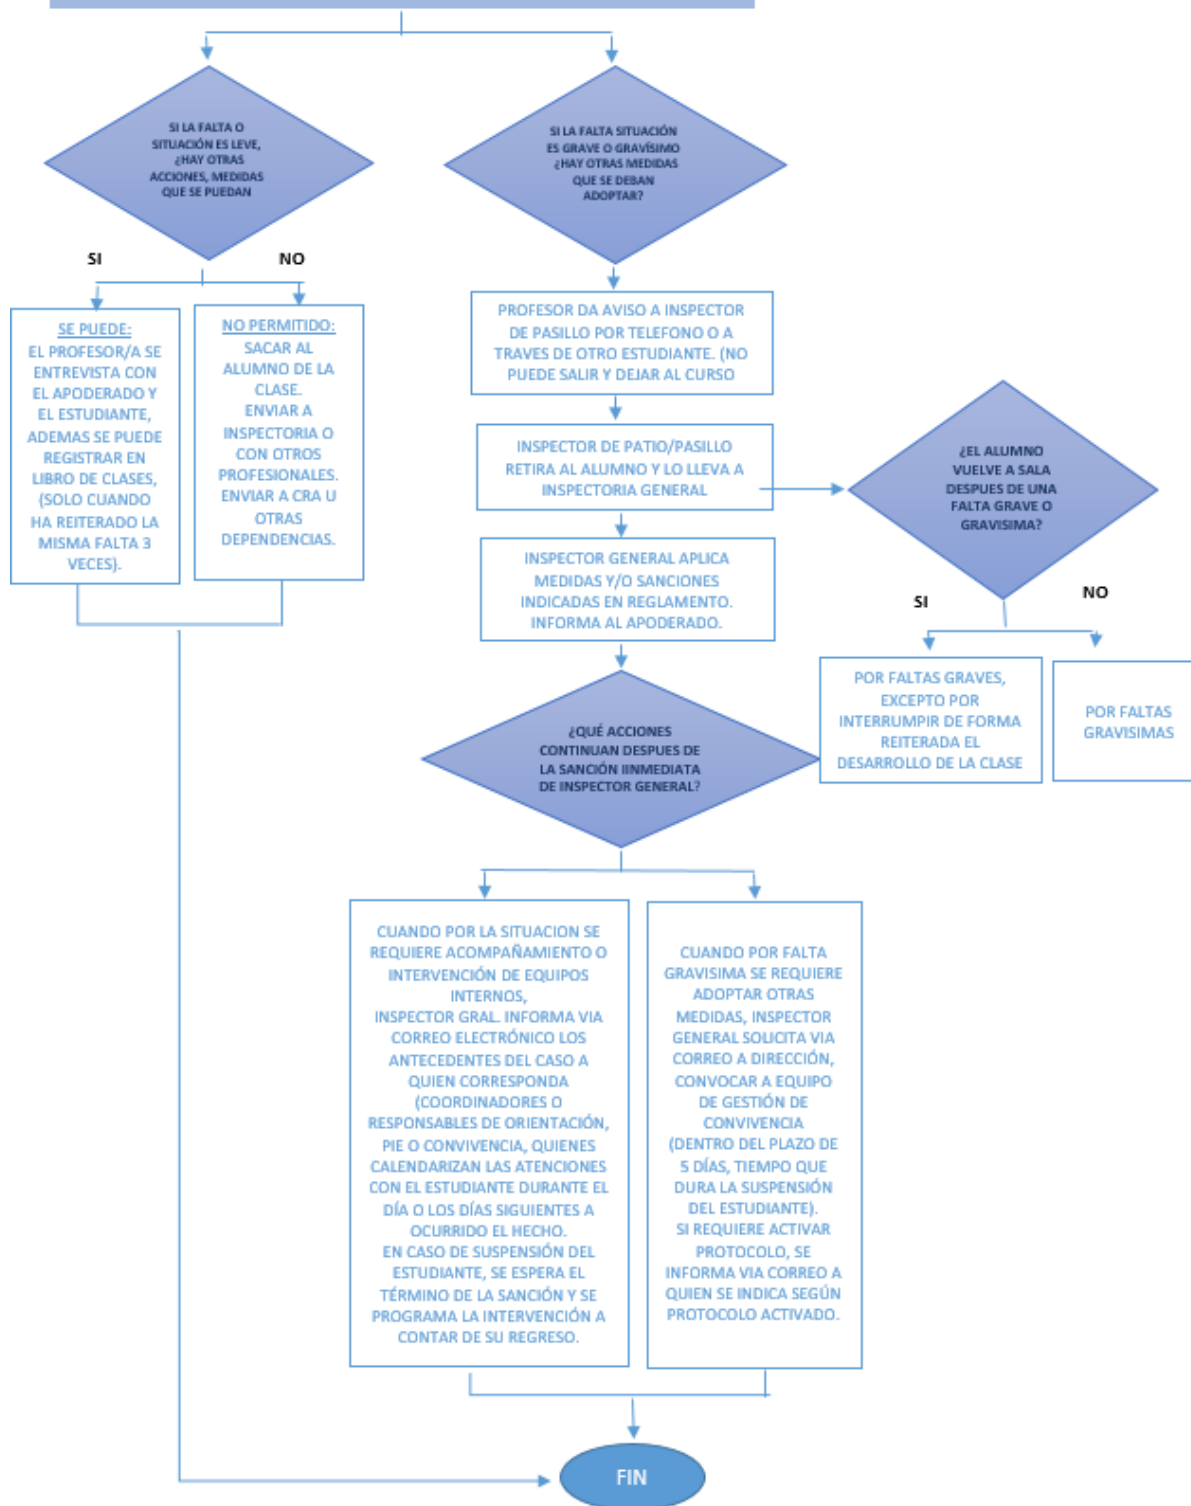 SI LA FALTA O
SITUACIÓN ES LEVE,
¿HAY OTRAS
ACCIONES, MEDIDAS
QUE SE PUEDAN
SI LA FALTA SITUACIÓN
ES GRAVE O GRAVÍSIMO
¿HAY OTRAS MEDIDAS
QUE SE DEBAN
ADOPTAR?
SI
NO
SE PUEDE:
EL PROFESOR/A SE
ENTREVISTA CON
EL APODERADO Y
EL ESTUDIANTE,
ADEMAS SE PUEDE
REGISTRAR EN
LIBRO DE CLASES,
(SOLO CUANDO
HA REITERADO LA
MISMA FALTA 3
VECES).
NO PERMITIDO:
SACAR AL
ALUMNO DE LA
CLASE.
ENVIAR A
INSPECTORIA O
CON OTROS
PROFESIONALES.
ENVIAR A CRA U
OTRAS
DEPENDENCIAS.
PROFESOR DA AVISO A INSPECTOR
DE PASILLO POR TELEFONO O A
TRAVES DE OTRO ESTUDIANTE. (NO
PUEDE SALIR Y DEJAR AL CURSO
INSPECTOR DE PATIO/PASILLO
RETIRA AL ALUMNO Y LO LLEVA A
INSPECTORIA GENERAL
¿EL ALUMNO
VUELVE A SALA
DESPUES DE UNA
FALTA GRAVE O
GRAVISIMA?
INSPECTOR GENERAL APLICA
MEDIDAS Y/O SANCIONES
INDICADAS EN REGLAMENTO.
INFORMA AL APODERADO.
SI
NO
POR FALTAS GRAVES,
EXCEPTO POR
INTERRUMPIR DE FORMA
REITERADA EL
DESARROLLO DE LA CLASE
POR FALTAS
GRAVISIMAS
¿QUÉ ACCIONES
CONTINUAN DESPUES DE
LA SANCIÓN IINMEDIATA
DE INSPECTOR GENERAL?
CUANDO POR LA SITUACION SE
REQUIERE ACOMPAÑAMIENTO O
INTERVENCIÓN DE EQUIPOS
INTERNOS,
INSPECTOR GRAL. INFORMA VIA
CORREO ELECTRÓNICO LOS
ANTECEDENTES DEL CASO A
QUIEN CORRESPONDA
(COORDINADORES O
RESPONSABLES DE ORIENTACIÓN,
PIE O CONVIVENCIA, QUIENES
CALENDARIZAN LAS ATENCIONES
CON EL ESTUDIANTE DURANTE EL
DÍA O LOS DÍAS SIGUIENTES A
OCURRIDO EL HECHO.
EN CASO DE SUSPENSIÓN DEL
ESTUDIANTE, SE ESPERA EL
TÉRMINO DE LA SANCIÓN Y SE
PROGRAMA LA INTERVENCIÓN A
CONTAR DE SU REGRESO.
CUANDO POR FALTA
GRAVISIMA SE REQUIERE
ADOPTAR OTRAS
MEDIDAS, INSPECTOR
GENERAL SOLICITA VIA
CORREO A DIRECCIÓN,
CONVOCAR A EQUIPO
DE GESTIÓN DE
CONVIVENCIA
(DENTRO DEL PLAZO DE
5 DÍAS, TIEMPO QUE
DURA LA SUSPENSIÓN
DEL ESTUDIANTE).
SI REQUIERE ACTIVAR
PROTOCOLO, SE
INFORMA VIA CORREO A
QUIEN SE INDICA SEGÚN
PROTOCOLO ACTIVADO.
FIN